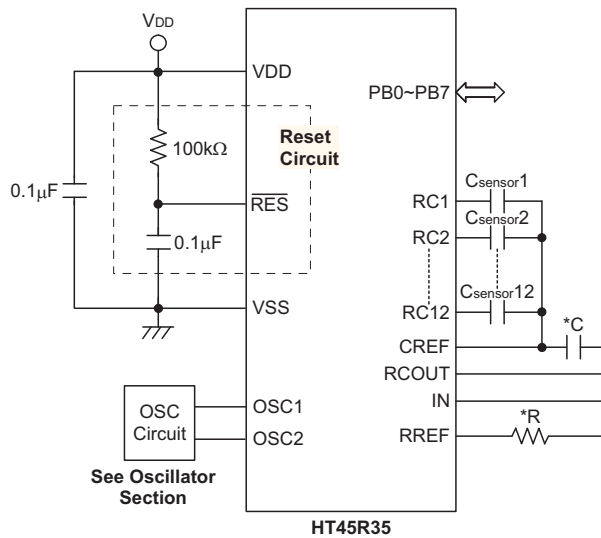 VDD
VDD
PB0~PB7
100kΩ
Reset
Circuit
0.1μF
RES
0.1μF
VSS
Csensor1
RC1
Csensor2
RC2
Csensor12
RC12
*C
CREF
RCOUT
IN
*R
RREF
OSC
Circuit
OSC1
OSC2
See Oscillator
Section
HT45R35